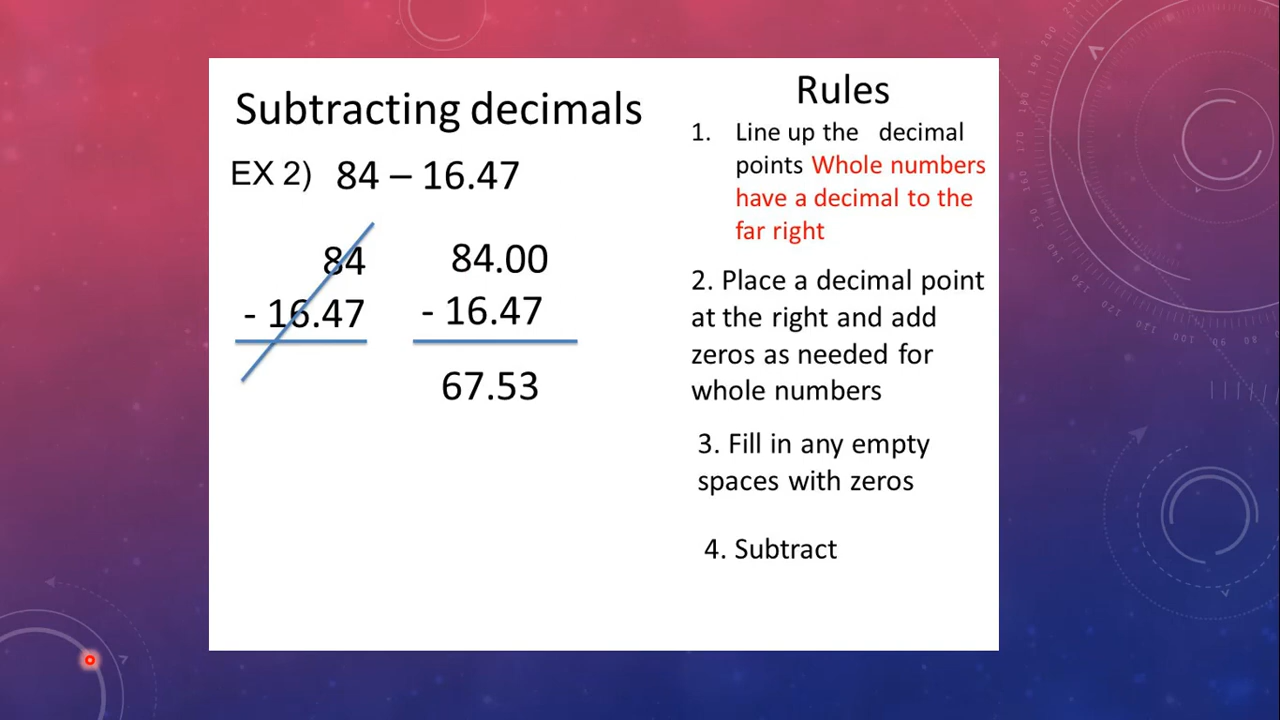 Subtracting decimals
EX 2) 84 – 16.47
84
- 16.47
84.00
- 16.47
67.53
Rules
1. Line up the decimal
points Whole numbers
have a decimal to the
far right
2. Place a decimal point
at the right and add
zeros as needed for
whole numbers
3. Fill in any empty
spaces with zeros
4. Subtract